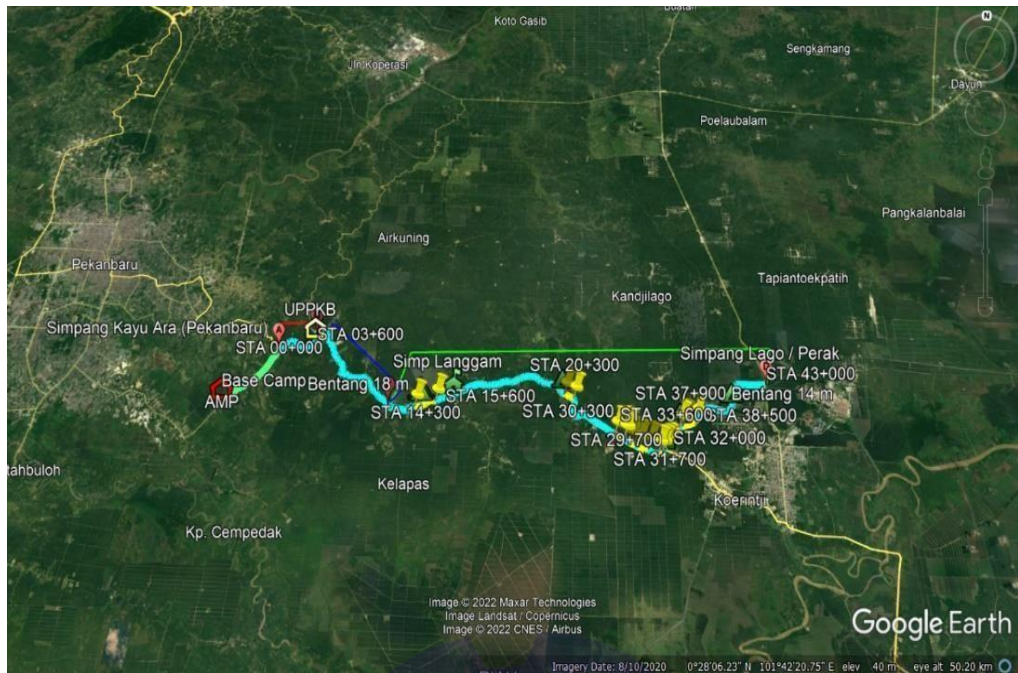 Koto Gasib
Buatan
Sengkamang
Jln Koperasi
Dayun
Poelaubalam
Pangkalanbalai
Airkuning
Pekanbaru
Tapiantoekpatih
Kandjilago
UPPKB
Simpang Kayu Ara (Pekanbaru)
STA 03+600
STA 00+000
Simp Langgam
STA 20+300
Simpang Lago / Perak
STA 43+000
Base Camp
Bentang 18 m
AMP
STA 14+300
STA 15+600
STA 37+900
Bentang 14 m
STA 30+300
STA 33+600
STA 38+500
STA 29+700
STA 32+000
STA 31+700
tahbuloh
Kelapas
Koerintji
Kp. Cempedak
Image © 2022 Maxar Technologies
Image Landsat / Copernicus
Image © 2022 CNES / Airbus
Google Earth
Imagery Date: 8/10/2020 0°28'06.23" N 101°42'20.75" E elev 40 m eye alt 50.20 km
N
A